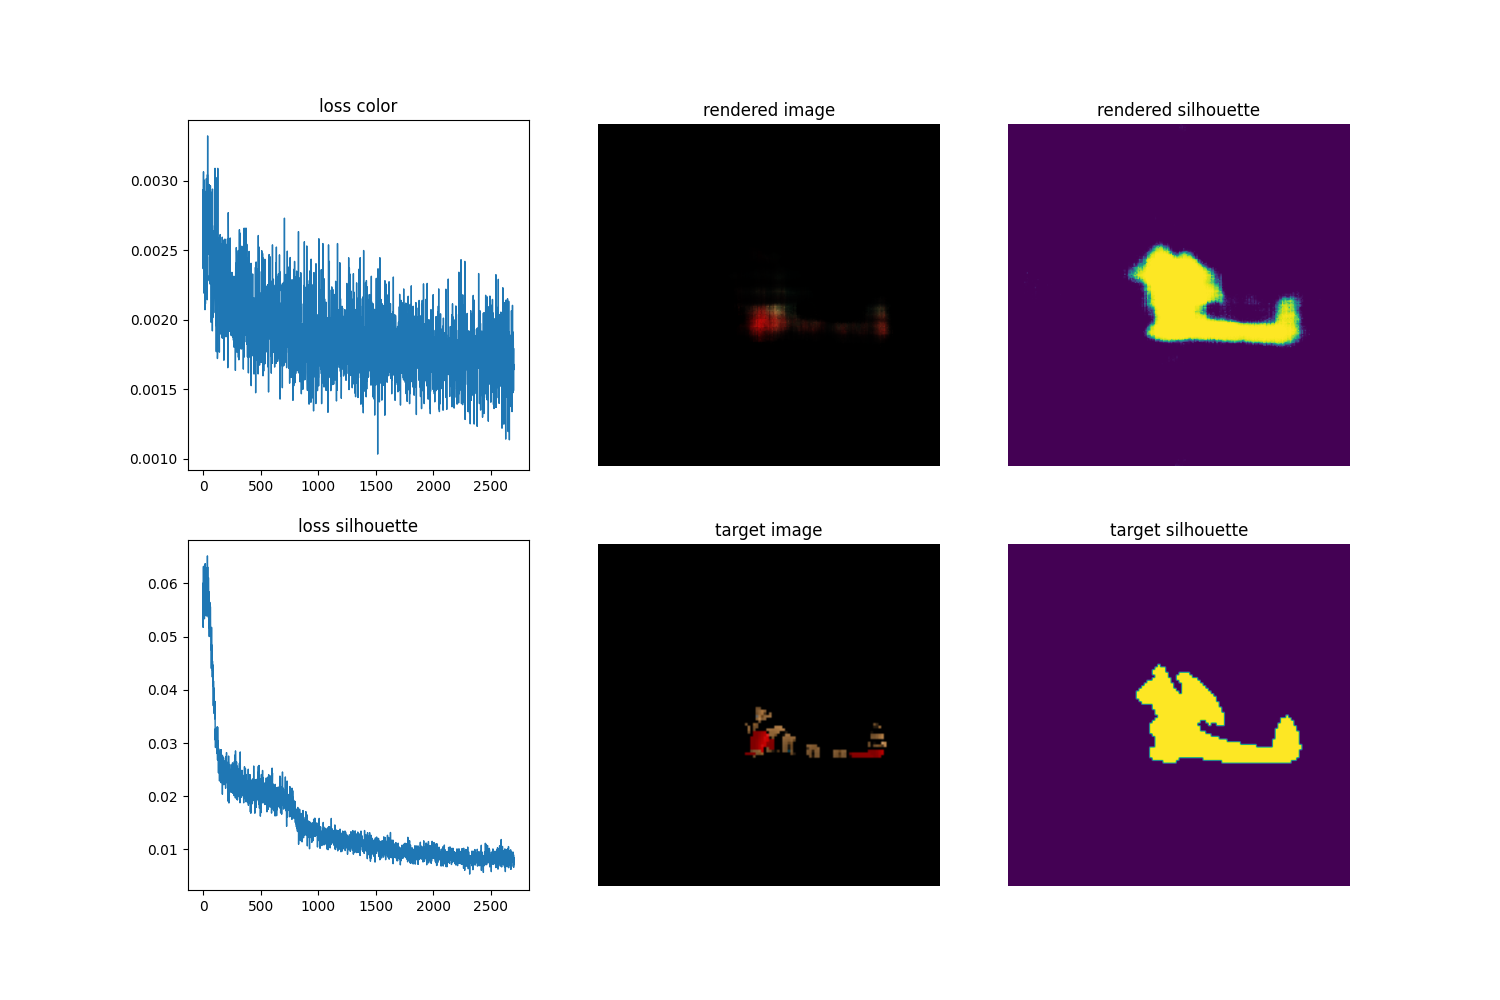 loss color
rendered image
rendered silhouette
0.0030
0.0025
0.0020
0.0015
0.0010
0 500 1000 1500 2000 2500
loss silhouette
target image
target silhouette
0.06
0.05
0.04
0.03
0.02
0.01
0 500 1000 1500 2000 2500